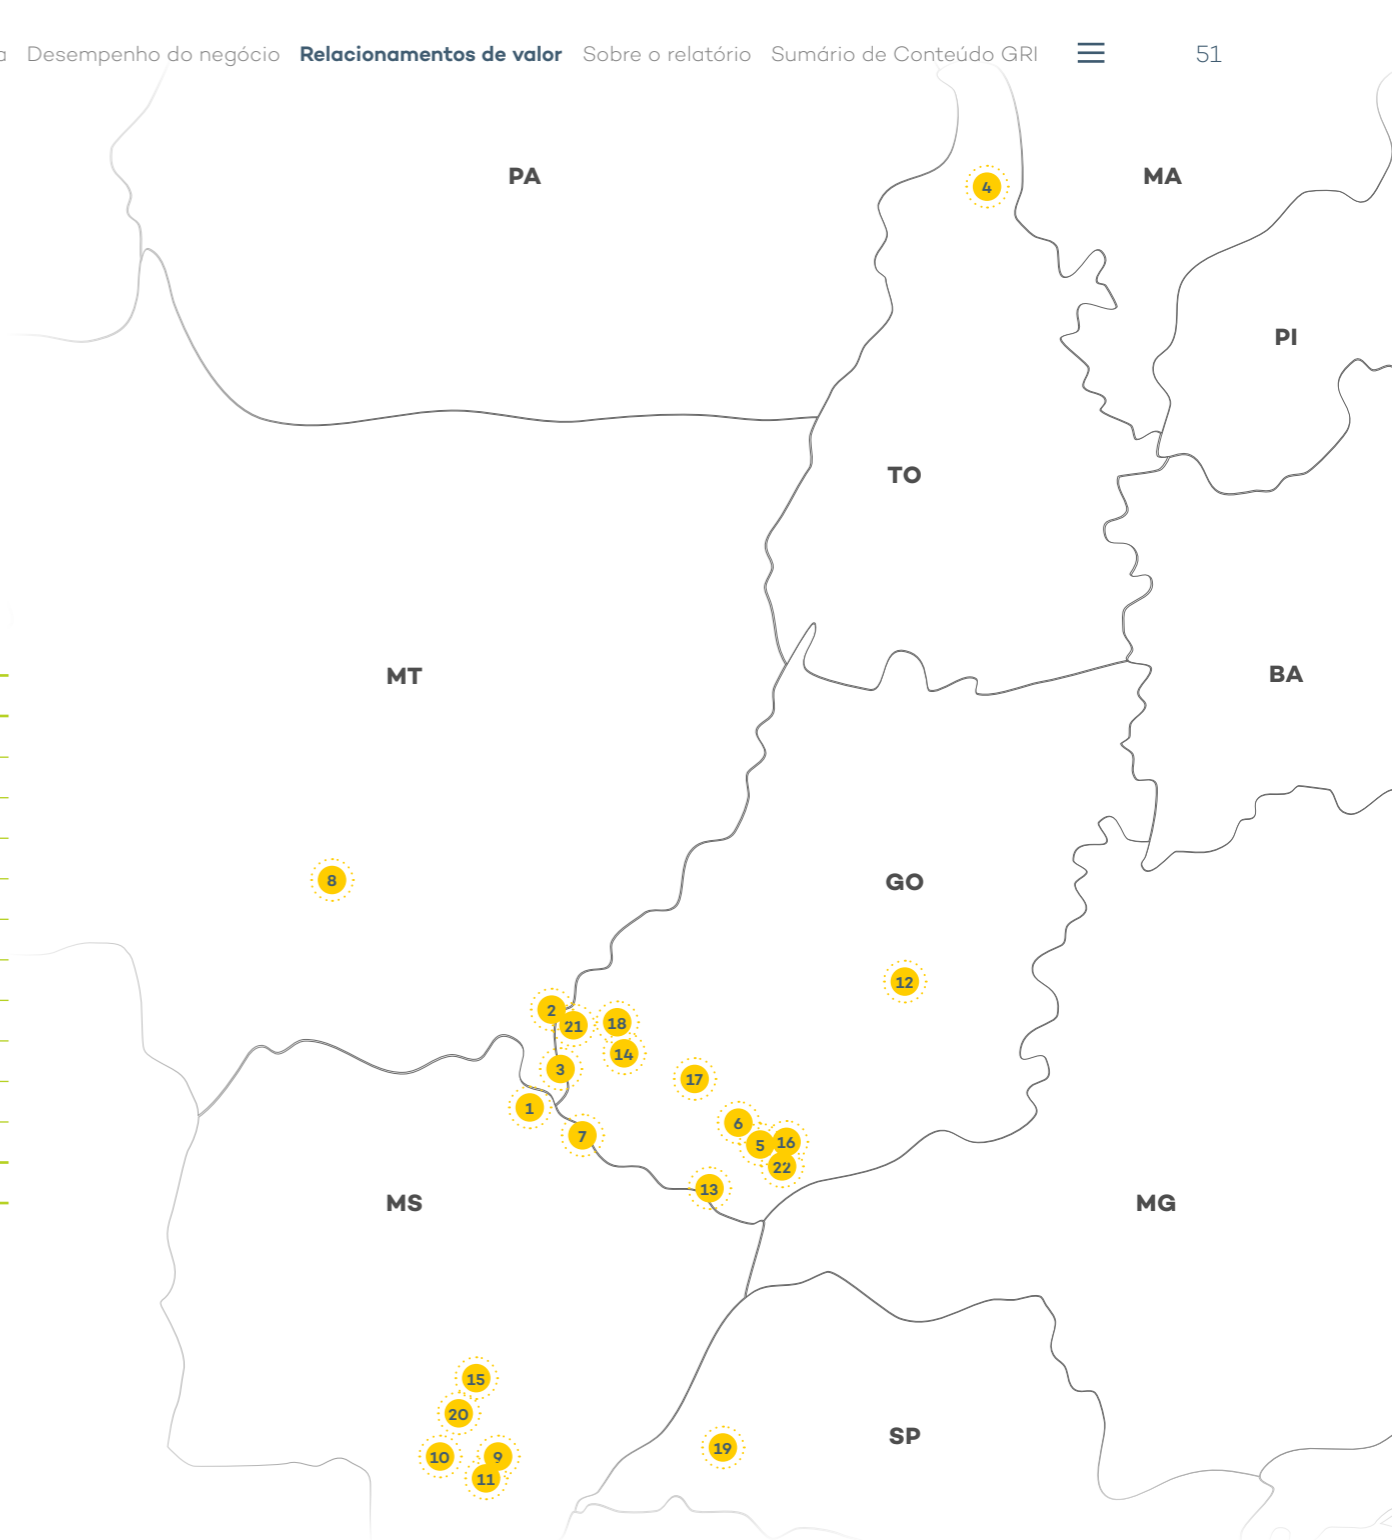 a Desempenho do negócio Relacionamentos de valor Sobre o relatório Sumário de Conteúdo GRI 51
PA
MA
4
PI
TO
MT
BA
8
GO
12
2
21
18
14
3
17
1
6
7
5
16
22
13
MS
MG
15
20
SP
19
10
9
11